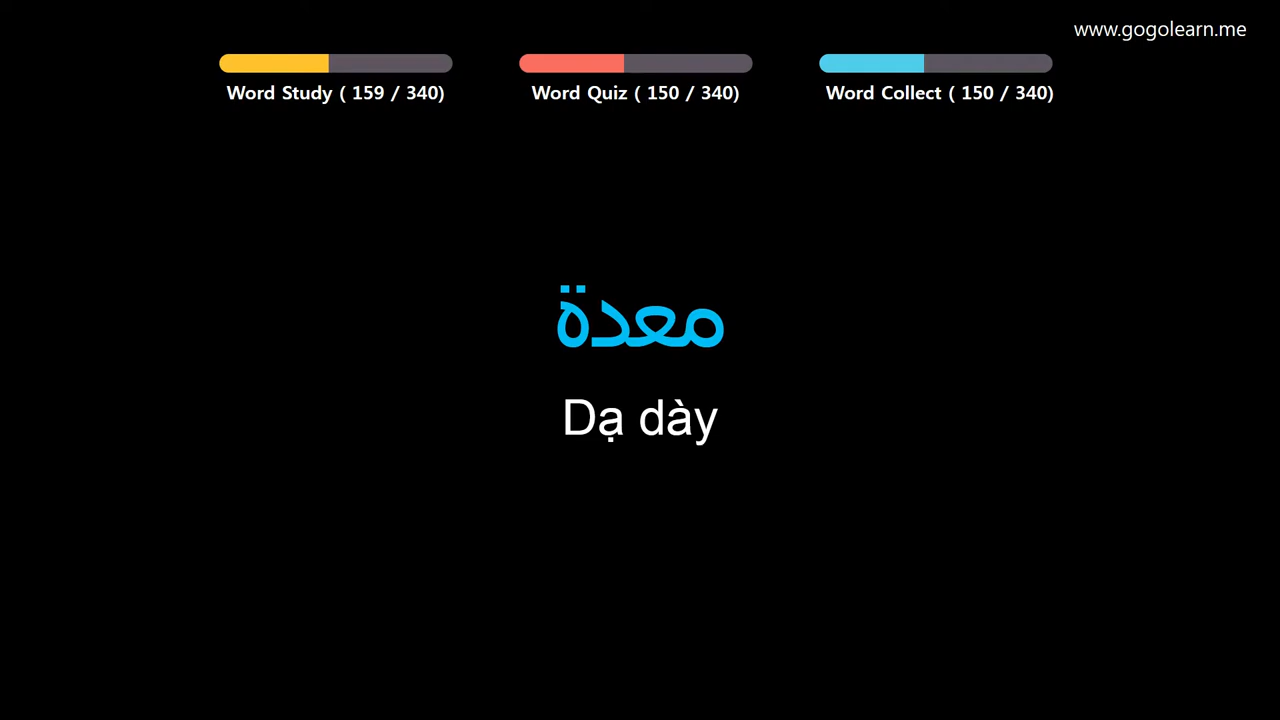 www.gogolearn.me
Word Study ( 159 / 340)
Word Quiz ( 150 / 340)
Word Collect ( 150 / 340)
معدة
Dạ dày